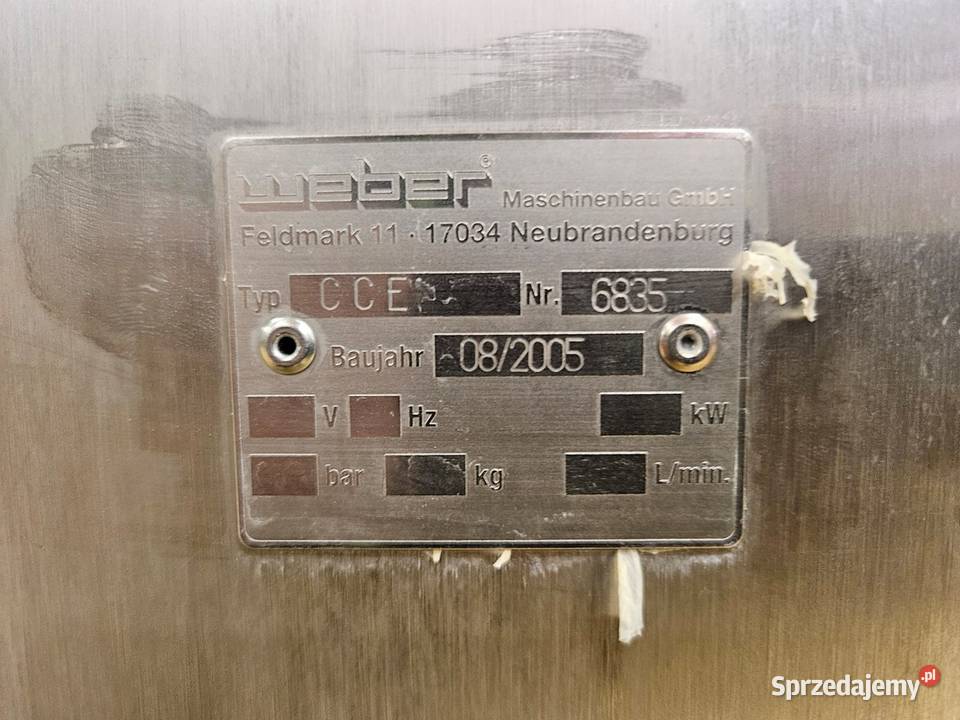 weber® Maschinenbau GmbH
Feldmark 11 · 17034 Neubrandenburg
Typ CCE Nr. 6835
Baujahr 08/2005
V Hz kW
bar kg L/min.
Sprzedajemy.pl